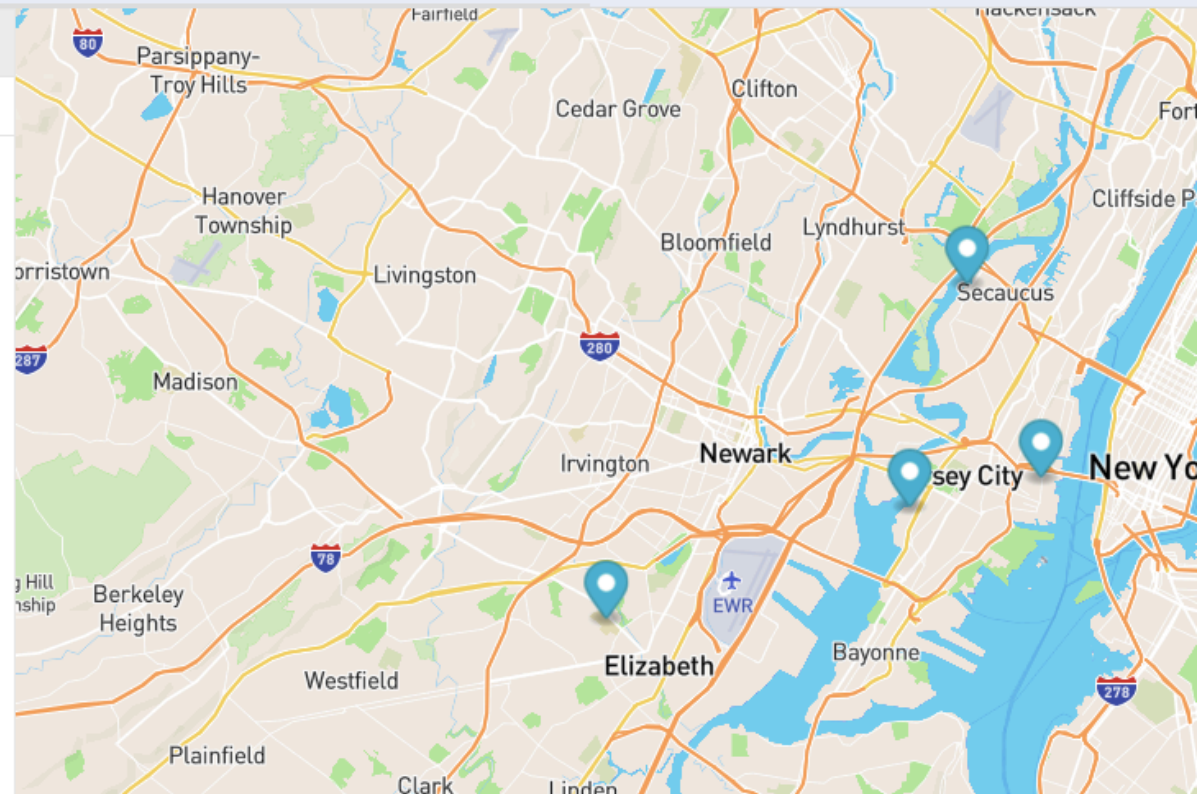 Fairfield
Hackensack
80
Parsippany-
Troy Hills
Clifton
Cedar Grove
Fort
Hanover
Township
Cliffside P
Lyndhurst
Bloomfield
orristown
Livingston
Secaucus
280
287
Madison
Newark
Irvington
sey City
New Yo
78
g Hill
nship
Berkeley
Heights
EWR
Elizabeth
Bayonne
Westfield
278
Plainfield
Clark
Linden